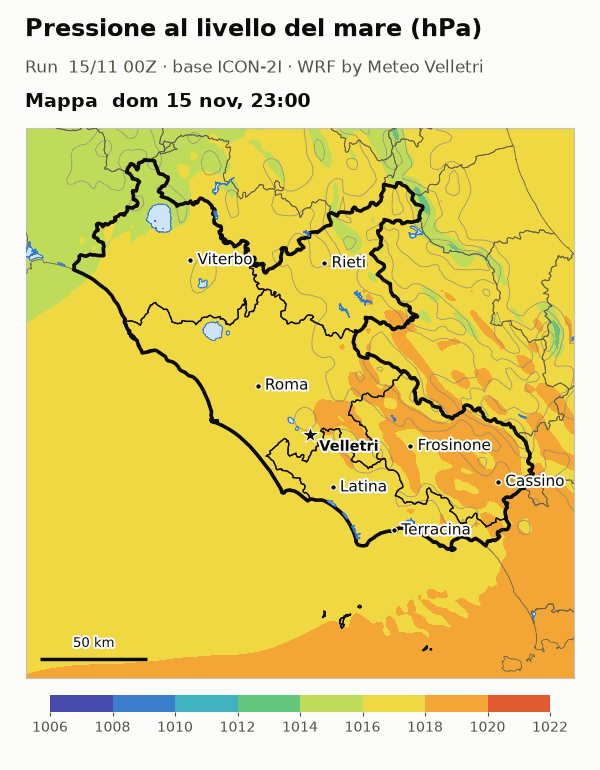 Pressione al livello del mare (hPa)
Run  15/11 00Z · base ICON-2I · WRF by Meteo Velletri
Mappa  dom 15 nov, 23:00
Viterbo
Rieti
Roma
Velletri
Frosinone
Latina
Cassino
Terracina
50 km
1006 1008 1010 1012 1014 1016 1018 1020 1022